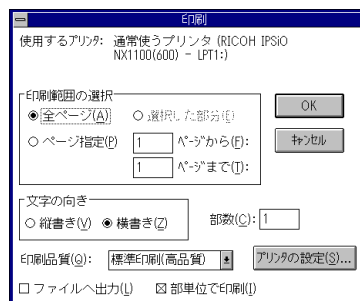 印刷
使用するプリンタ: 通常使うプリンタ (RICOH IPSiO
NX1100(600) - LPT1:)
印刷範囲の選択
全ページ(A) 選択した部分(E)
ページ指定(P) 1 ページから(F):
1 ページまで(T):
OK
キャンセル
文字の向き
縦書き(V) 横書き(Z)
部数(C): 1
印刷品質(Q): 標準印刷(高品質)
プリンタの設定(S)...
ファイルへ出力(L) 部単位で印刷(I)